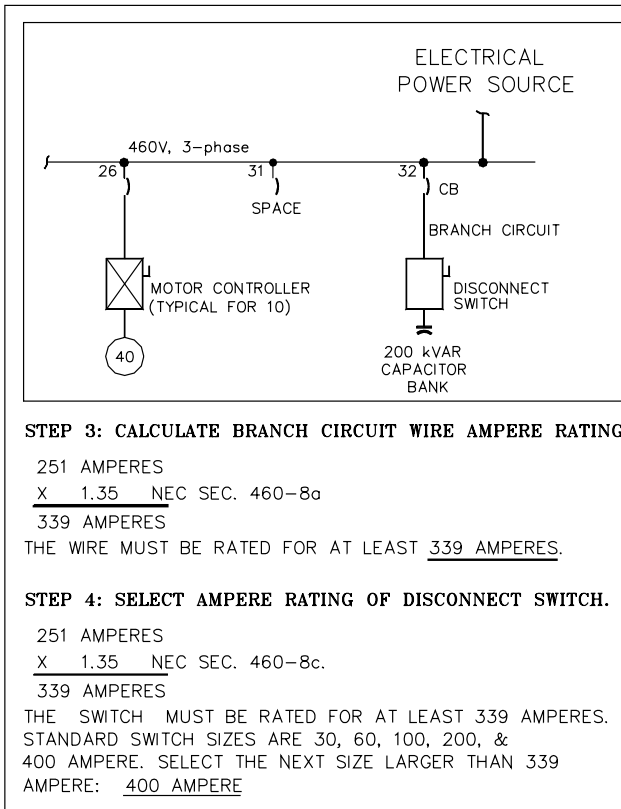 ELECTRICAL
POWER SOURCE
460V, 3-phase
26
31
32
CB
SPACE
BRANCH CIRCUIT
MOTOR CONTROLLER
(TYPICAL FOR 10)
DISCONNECT
SWITCH
40
200 kVAR
CAPACITOR
BANK
STEP 3: CALCULATE BRANCH CIRCUIT WIRE AMPERE RATING
251 AMPERES
X 1.35 NEC SEC. 460-8a
339 AMPERES
THE WIRE MUST BE RATED FOR AT LEAST 339 AMPERES.
STEP 4: SELECT AMPERE RATING OF DISCONNECT SWITCH.
251 AMPERES
X 1.35 NEC SEC. 460-8c.
339 AMPERES
THE SWITCH MUST BE RATED FOR AT LEAST 339 AMPERES.
STANDARD SWITCH SIZES ARE 30, 60, 100, 200, &
400 AMPERE. SELECT THE NEXT SIZE LARGER THAN 339
AMPERE: 400 AMPERE